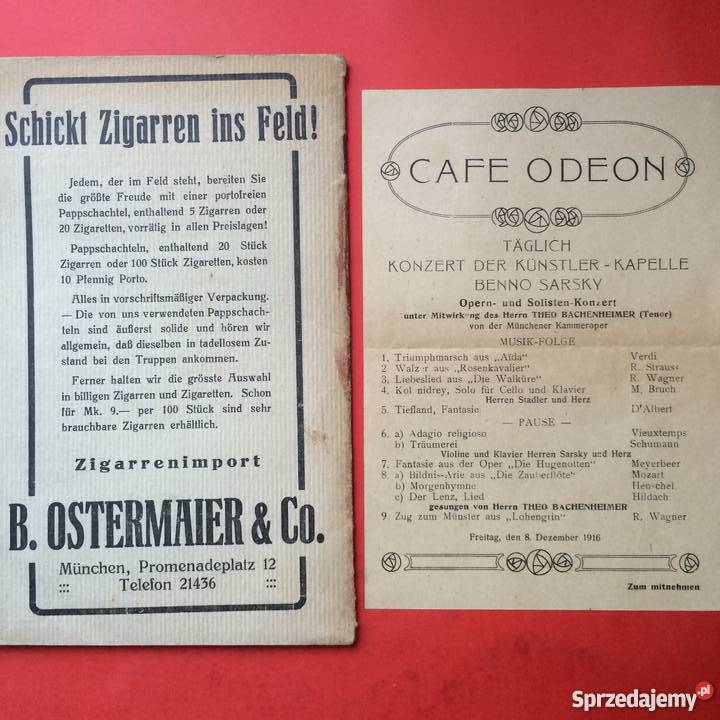 Schickt Zigarren ins Feld!
Jedem, der im Feld steht, bereiten Sie
die größte Freude mit einer portofreien
Pappschachtel, enthaltend 5 Zigarren oder
20 Zigaretten, vorrätig in allen Preislagen!
Pappschachteln, enthaltend 20 Stück
Zigarren oder 100 Stück Zigaretten, kosten
10 Pfennig Porto.
Alles in vorschriftsmäßiger Verpackung.
— Die von uns verwendeten Pappschach-
teln sind äußerst solide und hören wir
allgemein, daß dieselben in tadellosem Zu-
stand bei den Truppen ankommen.
Ferner halten wir die grösste Auswahl
in billigen Zigarren und Zigaretten. Schon
für Mk. 9.— per 100 Stück sind sehr
brauchbare Zigarren erhältlich.
Zigarrenimport
B. OSTERMAIER & Co.
München, Promenadeplatz 12
::: Telefon 21436 :::
CAFE ODEON
TÄGLICH
KONZERT DER KÜNSTLER-KAPELLE
BENNO SARSKY
Opern- und Solisten-Konzert
unter Mitwirkung des Herrn THEO BACHENHEIMER (Tenor)
von der Münchener Kammeroper
MUSIK-FOLGE
1. Triumphmarsch aus „Aïda" Verdi
2 Walzer aus „Rosenkavalier" R. Strauss
3. Liebeslied aus „Die Walküre" R. Wagner
4. Kol nidrey, Solo für Cello und Klavier M. Bruch
Herren Stadler und Herz
5. Tiefland, Fantasie D'Albert
— PAUSE —
6. a) Adagio religioso Vieuxtemps
b) Träumerei Schumann
Violine und Klavier Herren Sarsky und Herz
7. Fantasie aus der Oper „Die Hugenotten" Meyerbeer
8. a) Bildnis-Arie aus „Die Zauberflöte" Mozart
b) Morgenhymne Henschel
c) Der Lenz, Lied Hildach
gesungen von Herrn THEO BACHENHEIMER
9 Zug zum Münster aus „Lohengrin" R. Wagner
Freitag, den 8. Dezember 1916
Zum mitnehmen
Sprzedajemy.pl